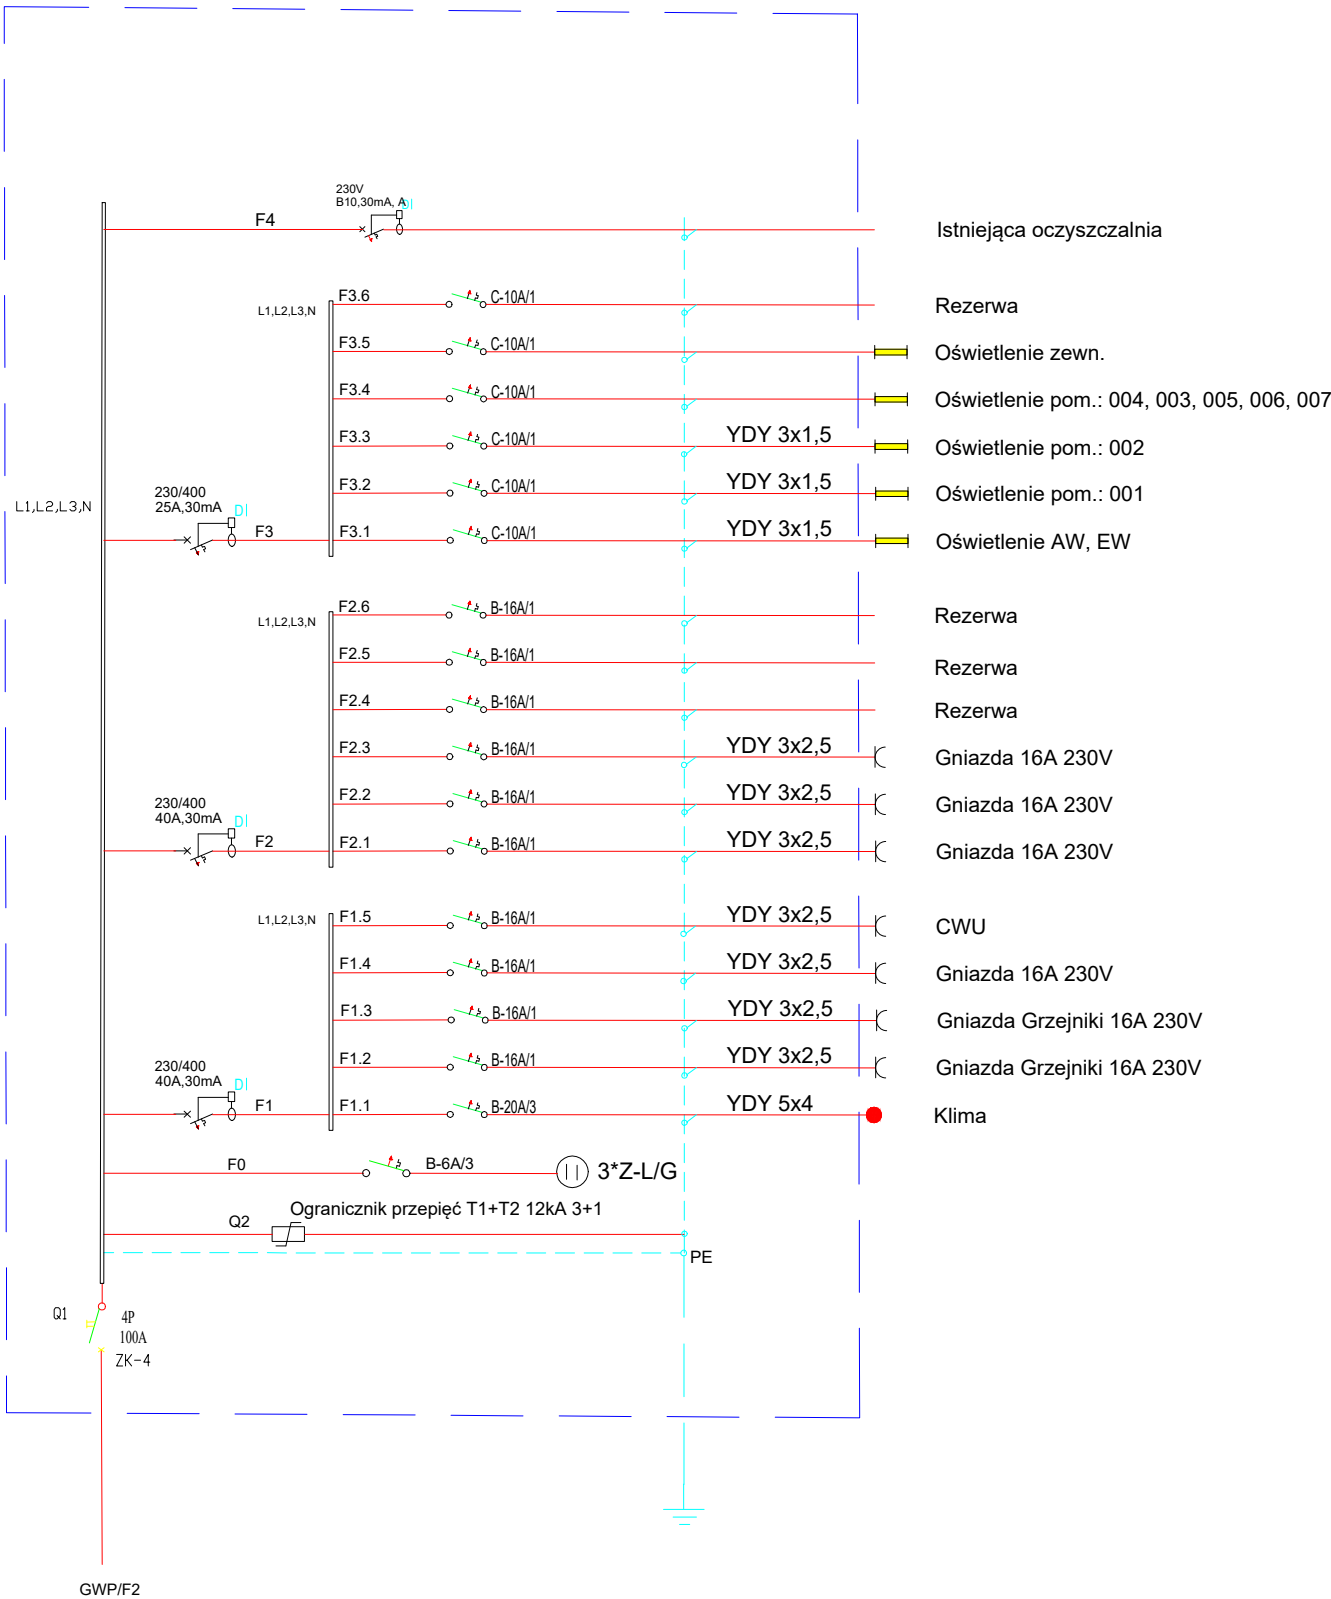 230V
B10,30mA, A
DI
F4
Istniejąca oczyszczalnia
L1,L2,L3,N
F3.6
C-10A/1
Rezerwa
F3.5
C-10A/1
Oświetlenie zewn.
F3.4
C-10A/1
Oświetlenie pom.: 004, 003, 005, 006, 007
F3.3
C-10A/1
YDY 3x1,5
Oświetlenie pom.: 002
F3.2
C-10A/1
YDY 3x1,5
Oświetlenie pom.: 001
L1,L2,L3,N
230/400
25A,30mA
DI
F3
F3.1
C-10A/1
YDY 3x1,5
Oświetlenie AW, EW
L1,L2,L3,N
F2.6
B-16A/1
Rezerwa
F2.5
B-16A/1
Rezerwa
F2.4
B-16A/1
Rezerwa
F2.3
B-16A/1
YDY 3x2,5
Gniazda 16A 230V
F2.2
B-16A/1
YDY 3x2,5
Gniazda 16A 230V
230/400
40A,30mA
DI
F2
F2.1
B-16A/1
YDY 3x2,5
Gniazda 16A 230V
L1,L2,L3,N
F1.5
B-16A/1
YDY 3x2,5
CWU
F1.4
B-16A/1
YDY 3x2,5
Gniazda 16A 230V
F1.3
B-16A/1
YDY 3x2,5
Gniazda Grzejniki 16A 230V
F1.2
B-16A/1
YDY 3x2,5
Gniazda Grzejniki 16A 230V
230/400
40A,30mA
DI
F1
F1.1
B-20A/3
YDY 5x4
Klima
F0
B-6A/3
3*Z-L/G
Ogranicznik przepięć T1+T2 12kA 3+1
Q2
PE
Q1
4P
100A
ZK-4
GWP/F2